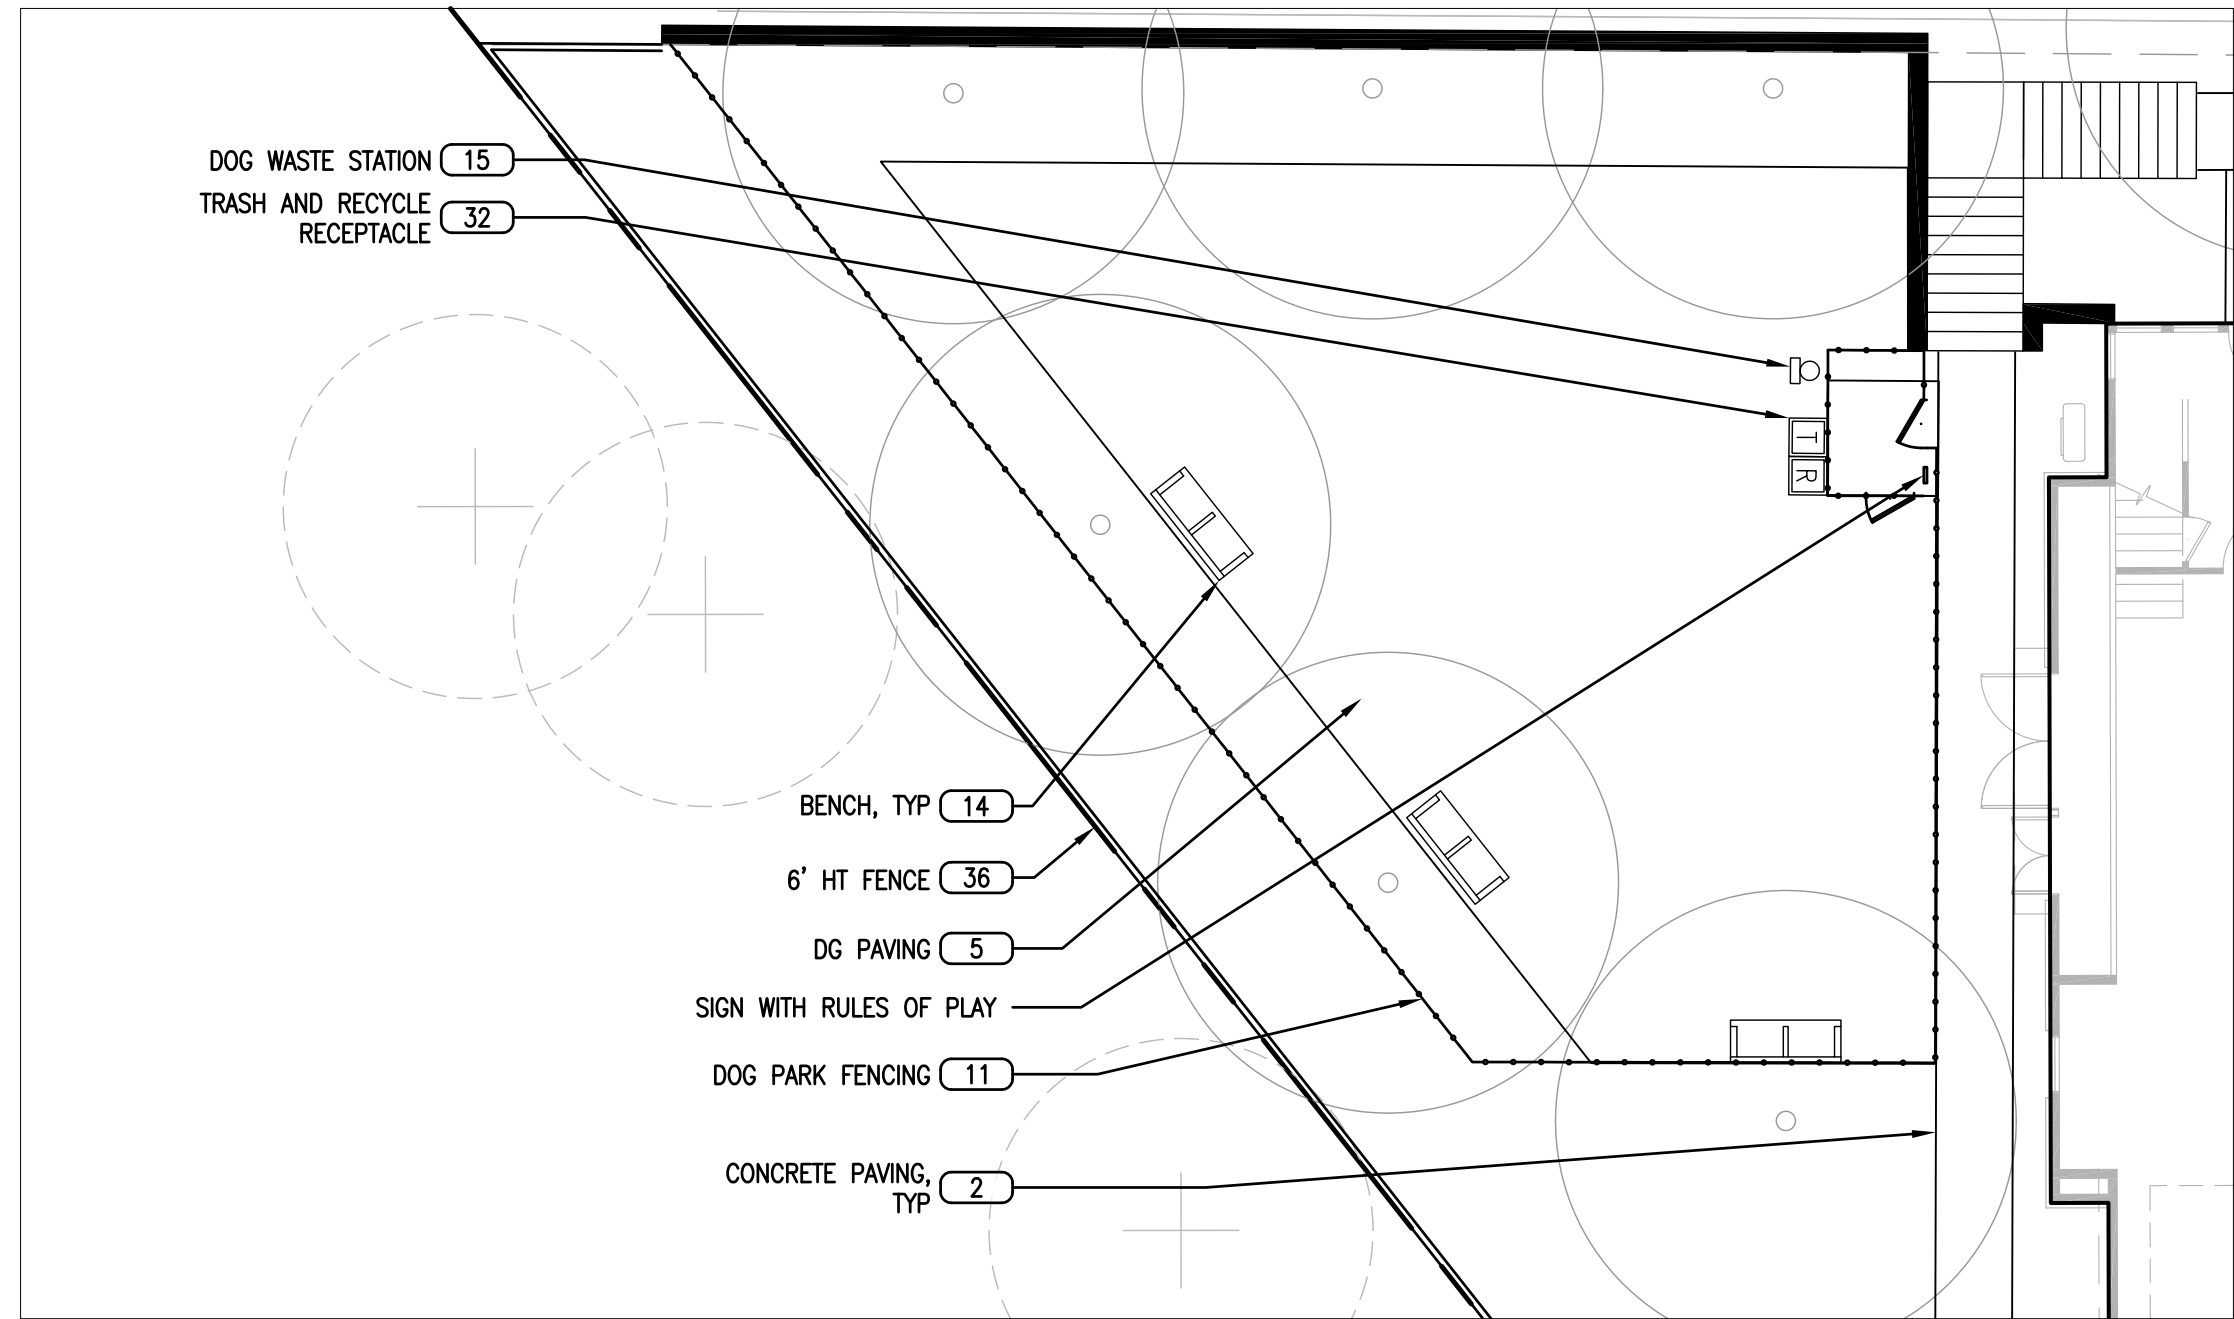 DOG WASTE STATION 15
TRASH AND RECYCLE
RECEPTACLE 32
T
R
BENCH, TYP 14
6' HT FENCE 36
DG PAVING 5
SIGN WITH RULES OF PLAY
DOG PARK FENCING 11
CONCRETE PAVING,
TYP 2